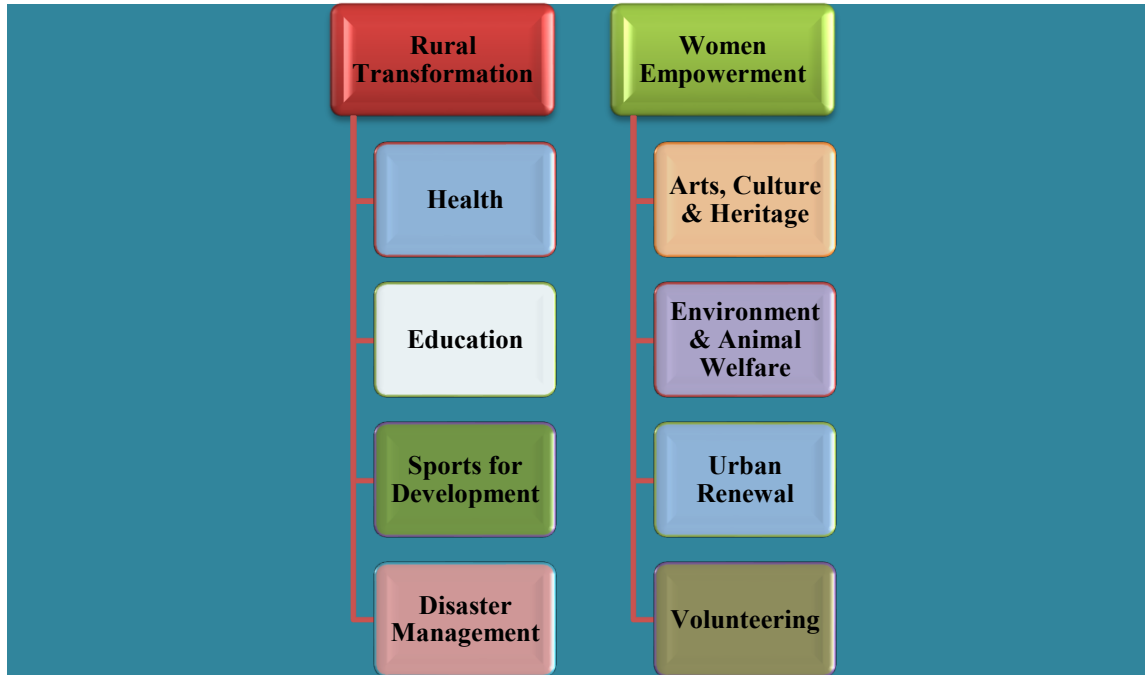 Rural
Transformation
Health
Education
Sports for
Development
Disaster
Management
Women
Empowerment
Arts, Culture
& Heritage
Environment
& Animal
Welfare
Urban
Renewal
Volunteering